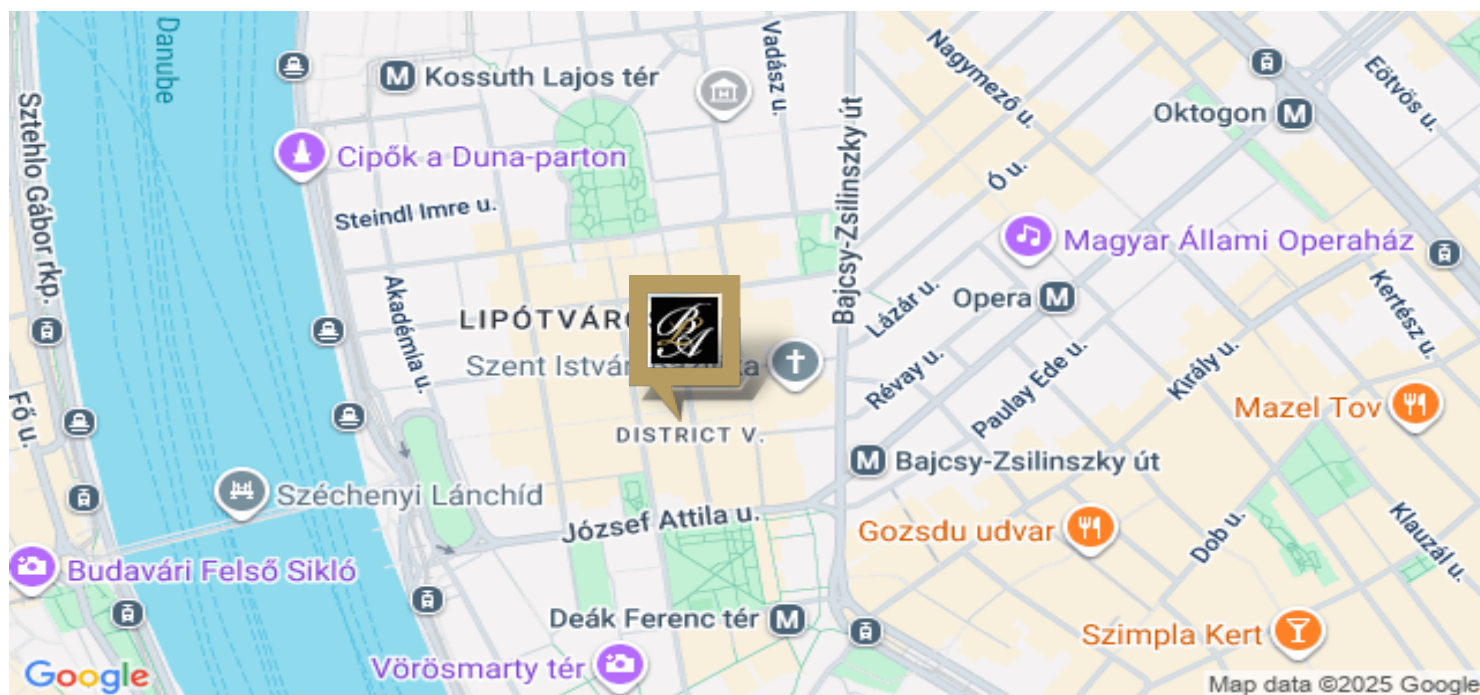 Danube
Sztehlo Gábor rkp.
Fő u.
M Kossuth Lajos tér
Vadász u.
Nagymező u.
Eötvös u.
Oktogon M
Cipők a Duna-parton
Steindl Imre u.
Akadémia u.
Bajcsy-Zsilinszky út
Ó u.
Magyar Állami Operaház
Opera M
Lázár u.
Kertész u.
LIPÓTVÁR
BA
Szent István
Révay u.
Paulay Ede u.
Király u.
Mazel Tov
DISTRICT V.
M Bajcsy-Zsilinszky út
Széchenyi Lánchíd
József Attila u.
Gozsdu udvar
Dob u.
Klauzál u.
Budavári Felső Sikló
Deák Ferenc tér M
Szimpla Kert
Vörösmarty tér
Google
Map data ©2025 Google